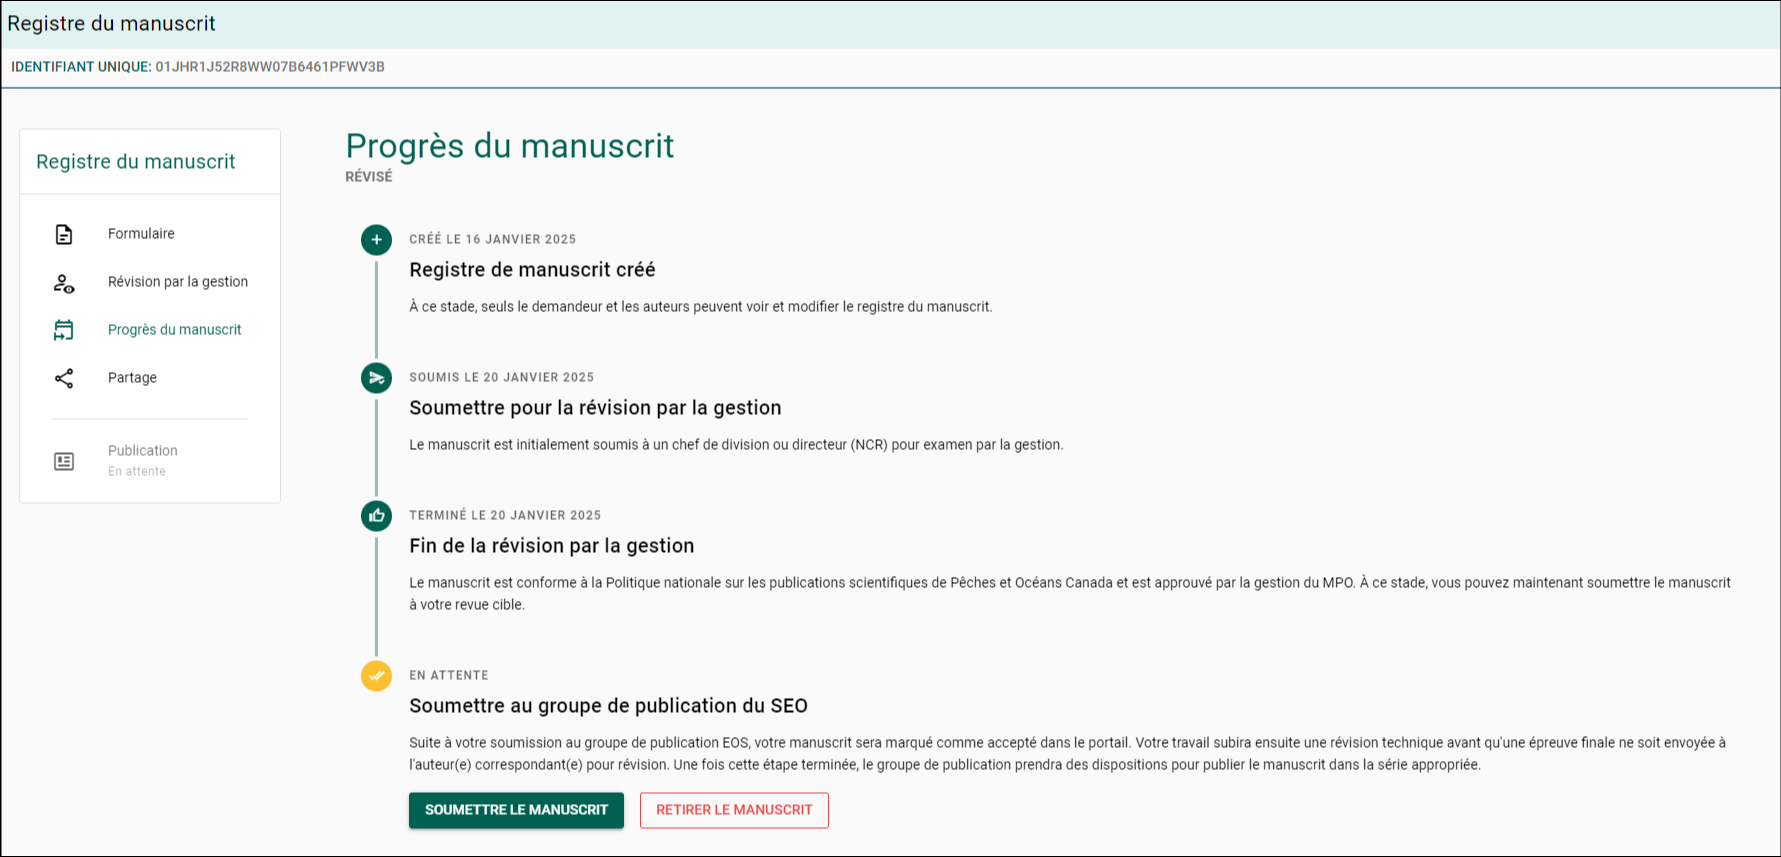 Registre du manuscrit
IDENTIFIANT UNIQUE: 01JHR1J52R8WW07B6461PFWV3B
Registre du manuscrit
Formulaire
Révision par la gestion
Progrès du manuscrit
Partage
Publication
En attente
Progrès du manuscrit
RÉVISÉ
CRÉÉ LE 16 JANVIER 2025
Registre de manuscrit créé
À ce stade, seuls le demandeur et les auteurs peuvent voir et modifier le registre du manuscrit.
SOUMIS LE 20 JANVIER 2025
Soumettre pour la révision par la gestion
Le manuscrit est initialement soumis à un chef de division ou directeur (NCR) pour examen par la gestion.
TERMINÉ LE 20 JANVIER 2025
Fin de la révision par la gestion
Le manuscrit est conforme à la Politique nationale sur les publications scientifiques de Pêches et Océans Canada et est approuvé par la gestion du MPO. À ce stade, vous pouvez maintenant soumettre le manuscrit
à votre revue cible.
EN ATTENTE
Soumettre au groupe de publication du SEO
Suite à votre soumission au groupe de publication EOS, votre manuscrit sera marqué comme accepté dans le portail. Votre travail subira ensuite une révision technique avant qu'une épreuve finale ne soit envoyée à
l'auteur(e) correspondant(e) pour révision. Une fois cette étape terminée, le groupe de publication prendra des dispositions pour publier le manuscrit dans la série appropriée.
SOUMETTRE LE MANUSCRIT
RETIRER LE MANUSCRIT